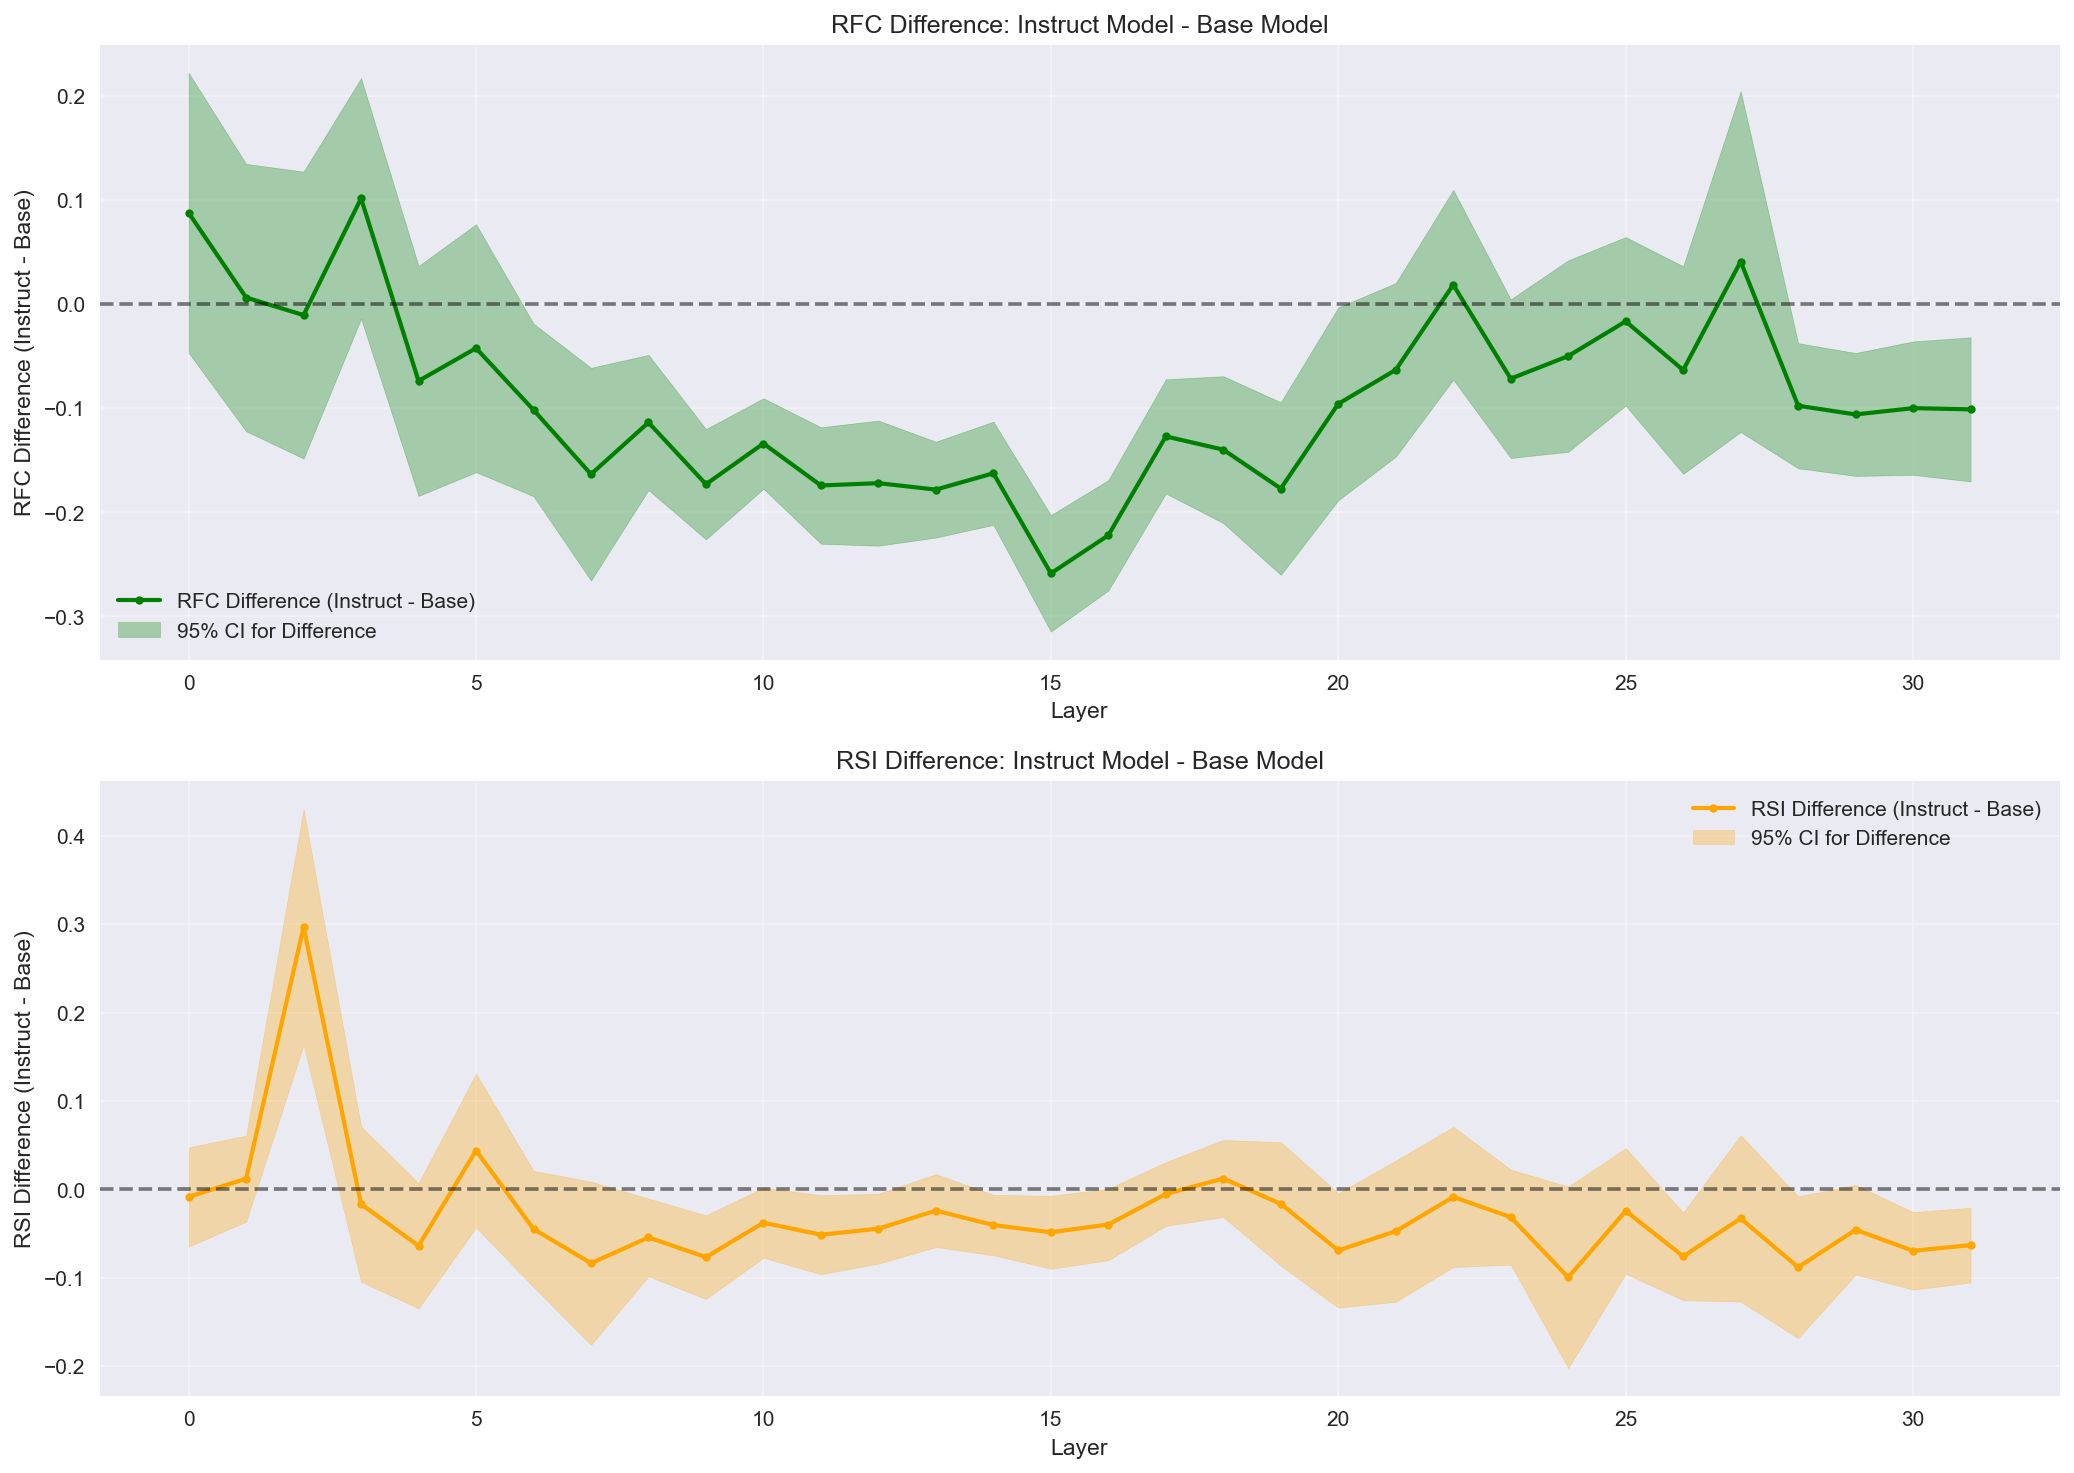 RFC Difference: Instruct Model - Base Model
RFC Difference (Instruct - Base)
0.2
0.1
0.0
−0.1
−0.2
−0.3
RFC Difference (Instruct - Base)
95% CI for Difference
0 5 10 15 20 25 30
Layer
RSI Difference: Instruct Model - Base Model
RSI Difference (Instruct - Base)
0.4
0.3
0.2
0.1
0.0
−0.1
−0.2
RSI Difference (Instruct - Base)
95% CI for Difference
0 5 10 15 20 25 30
Layer